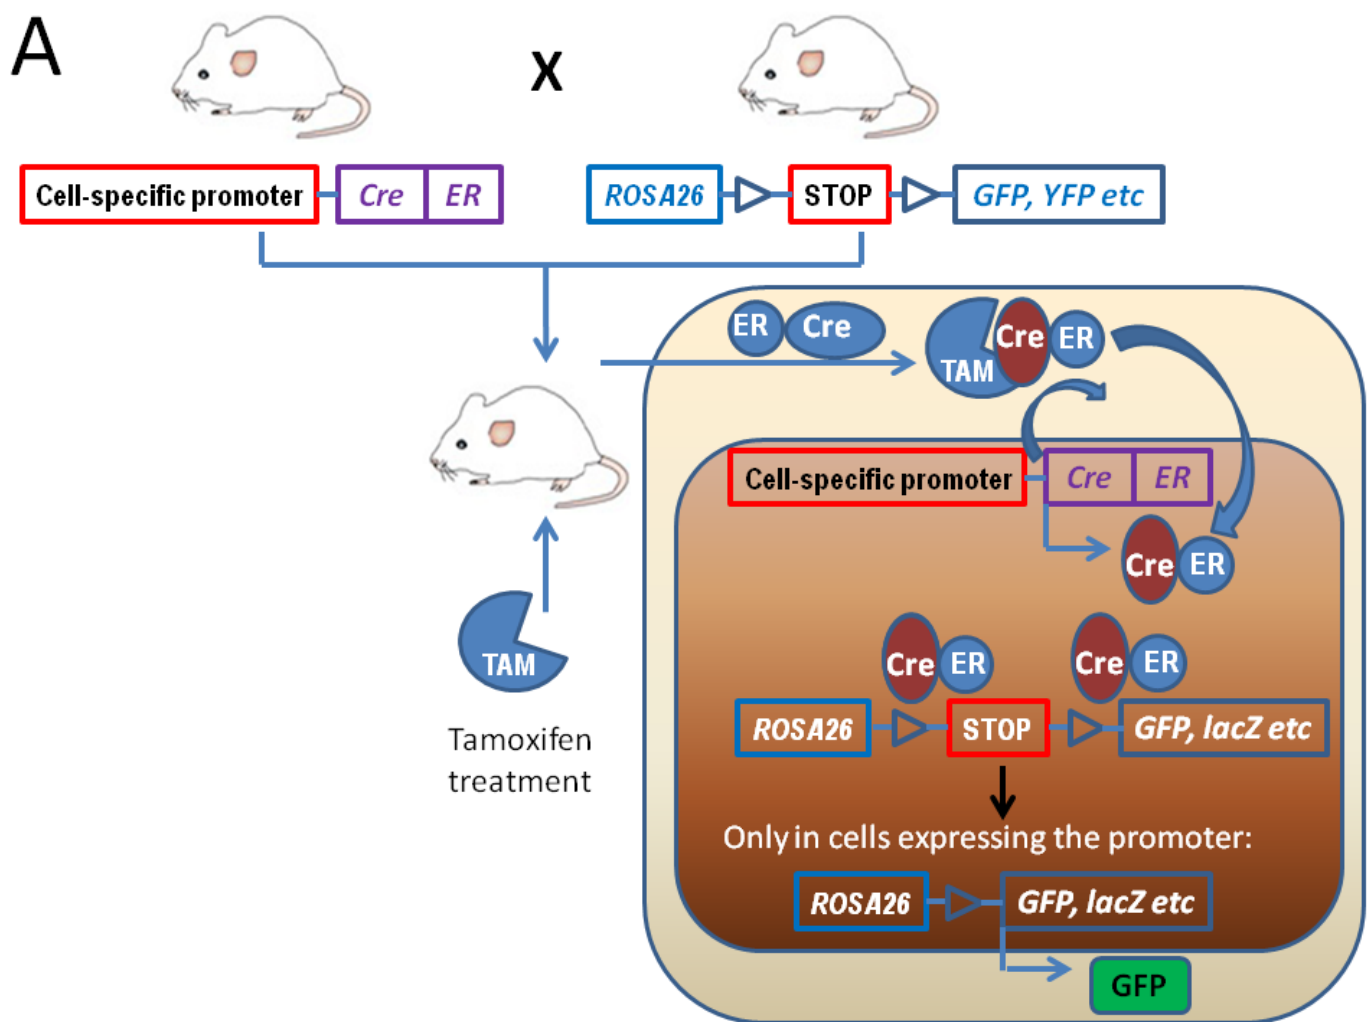 A
X
Cell-specific promoter Cre ER
ROSA26 STOP GFP, YFP etc
ER Cre
TAM Cre ER
Cell-specific promoter Cre ER
Cre ER
TAM
Tamoxifen
treatment
Cre ER Cre ER
ROSA26 STOP GFP, lacZ etc
Only in cells expressing the promoter:
ROSA26 GFP, lacZ etc
GFP